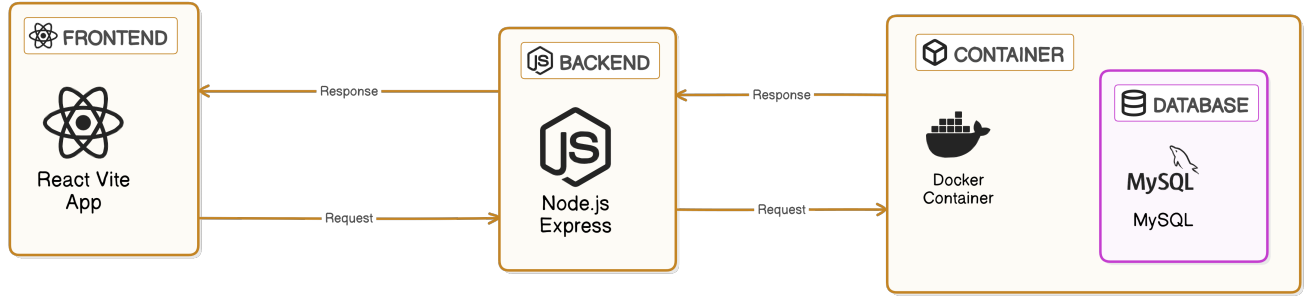 FRONTEND
React Vite
App
Response
Request
JS BACKEND
JS
Node.js
Express
Response
Request
CONTAINER
Docker
Container
DATABASE
MySQL
MySQL